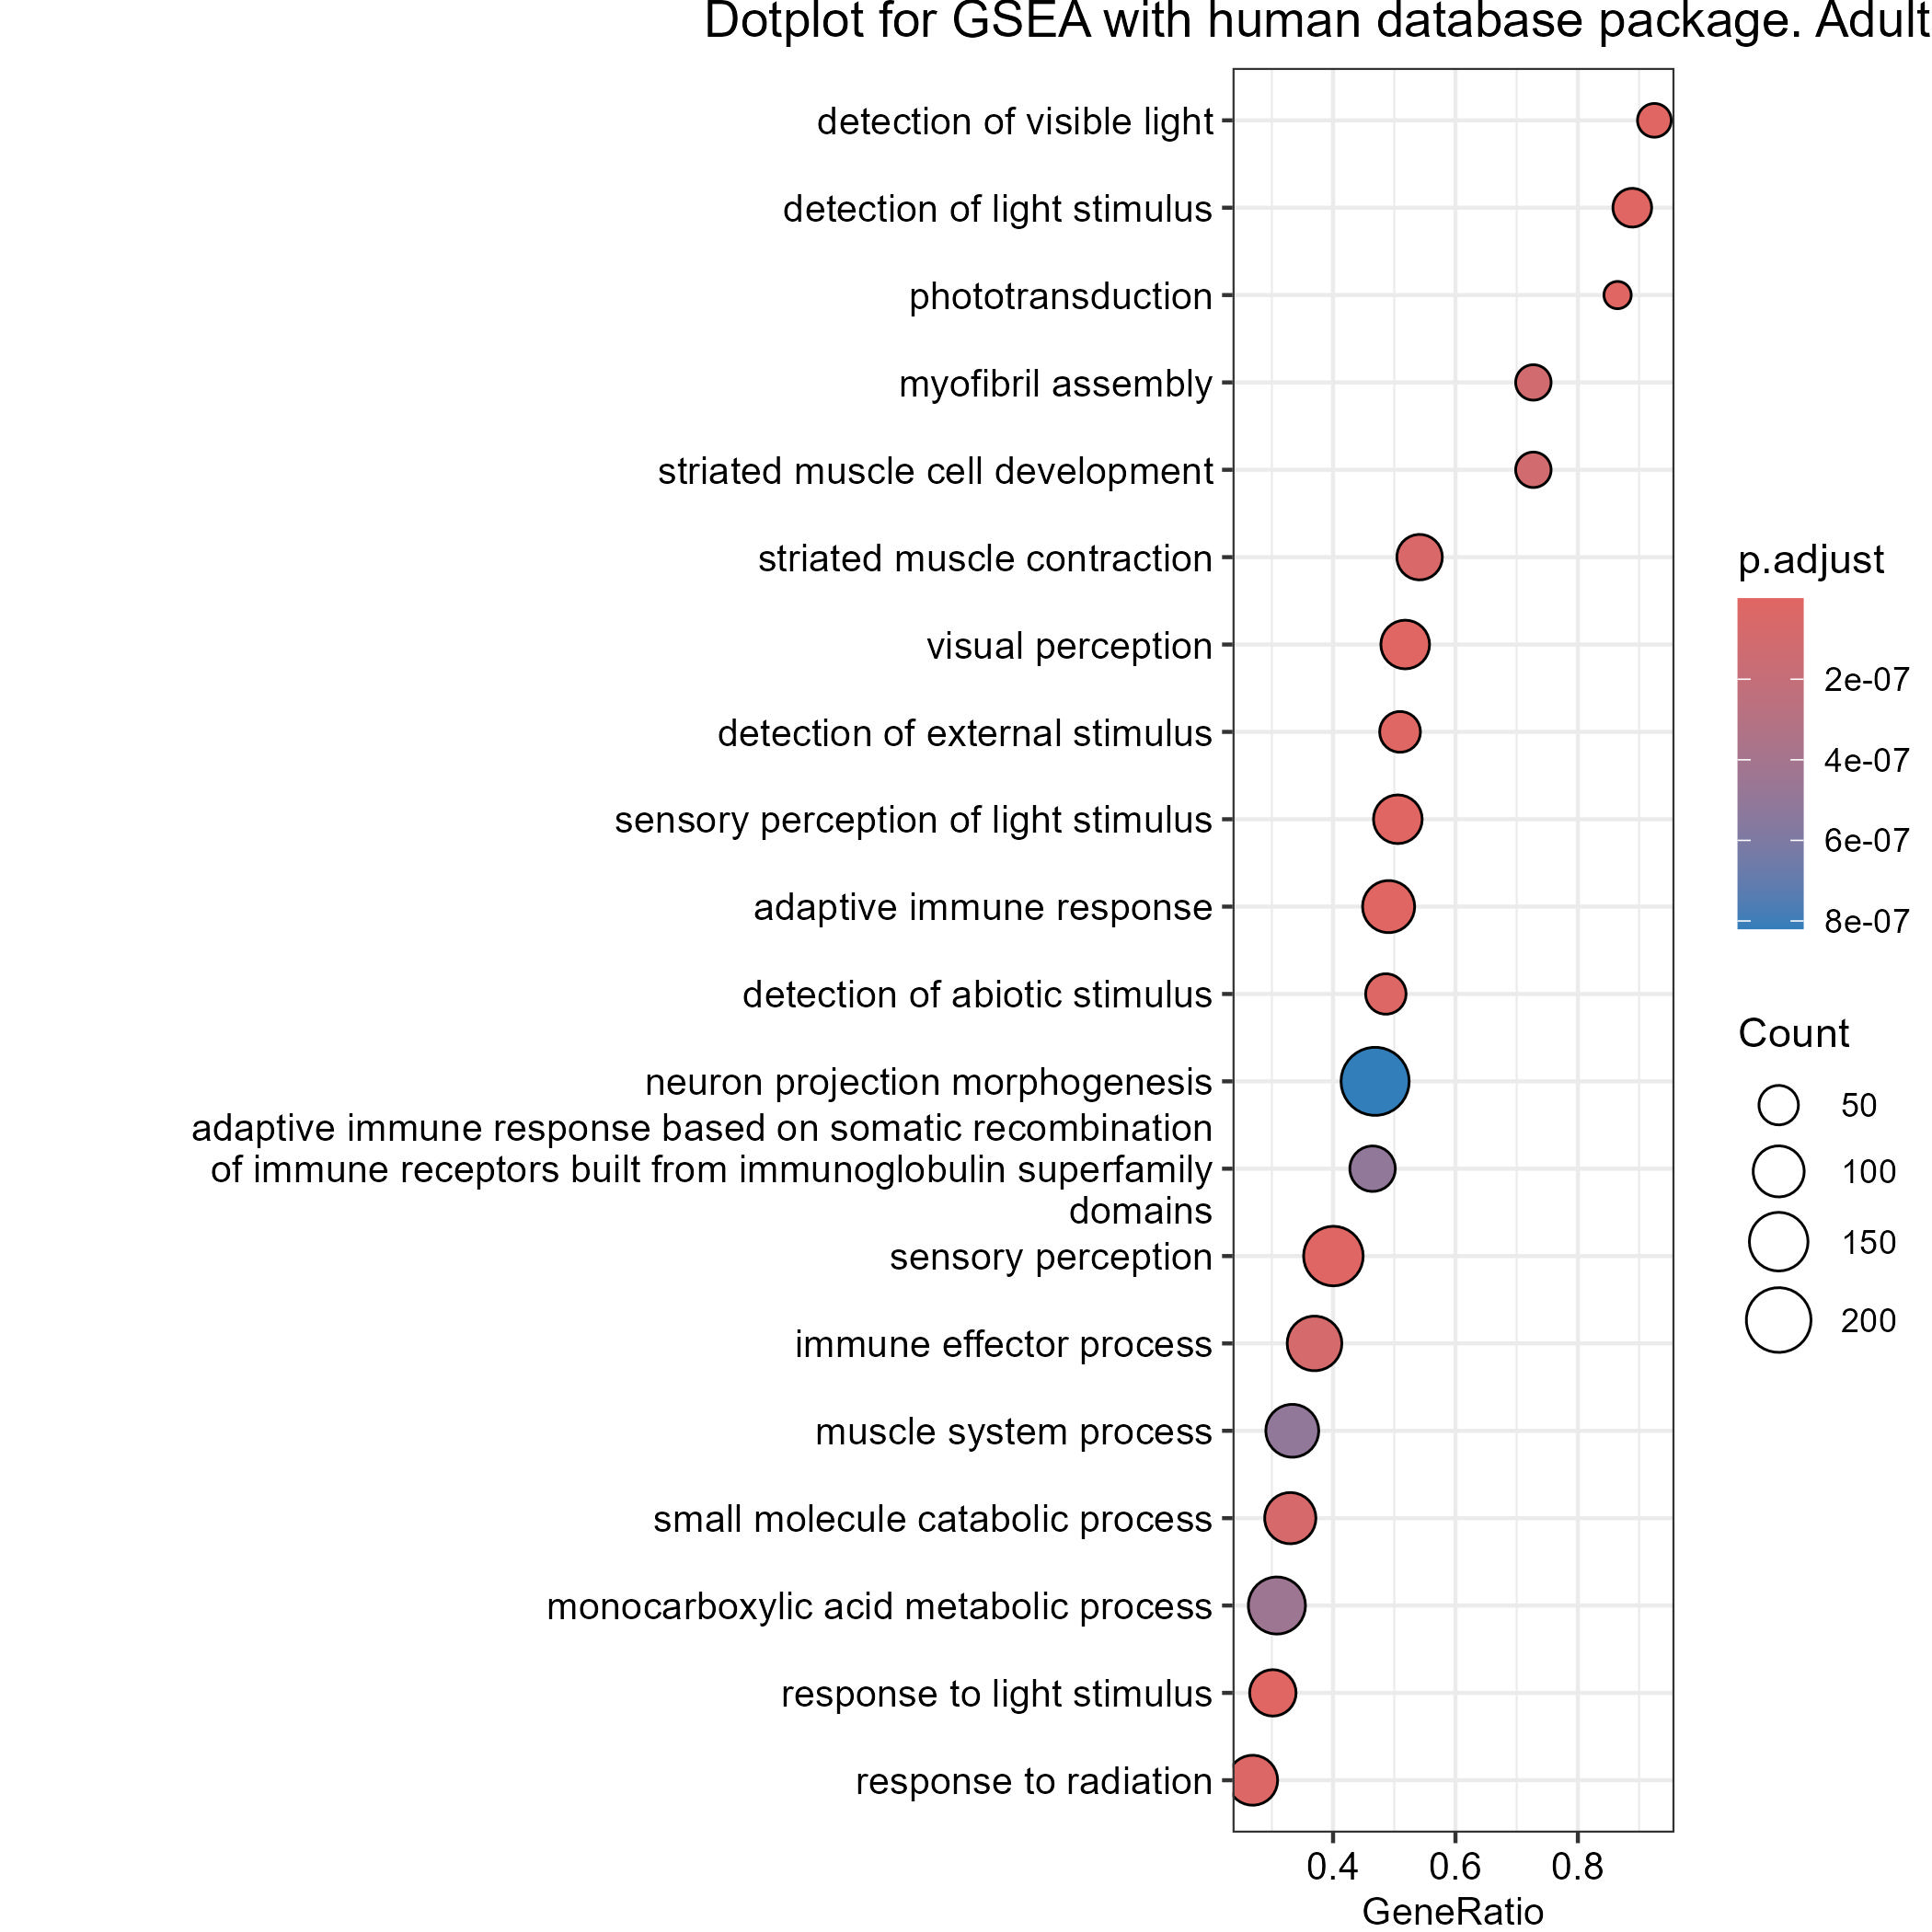 Dotplot for GSEA with human database package. Adult
detection of visible light
detection of light stimulus
phototransduction
myofibril assembly
striated muscle cell development
striated muscle contraction
visual perception
detection of external stimulus
sensory perception of light stimulus
adaptive immune response
detection of abiotic stimulus
neuron projection morphogenesis
adaptive immune response based on somatic recombination
of immune receptors built from immunoglobulin superfamily
domains
sensory perception
immune effector process
muscle system process
small molecule catabolic process
monocarboxylic acid metabolic process
response to light stimulus
response to radiation
0.4 0.6 0.8
GeneRatio
p.adjust
2e-07
4e-07
6e-07
8e-07
Count
50
100
150
200